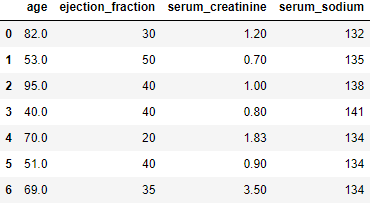 age ejection_fraction serum_creatinine serum_sodium
0 82.0 30 1.20 132
1 53.0 50 0.70 135
2 95.0 40 1.00 138
3 40.0 40 0.80 141
4 70.0 20 1.83 134
5 51.0 40 0.90 134
6 69.0 35 3.50 134